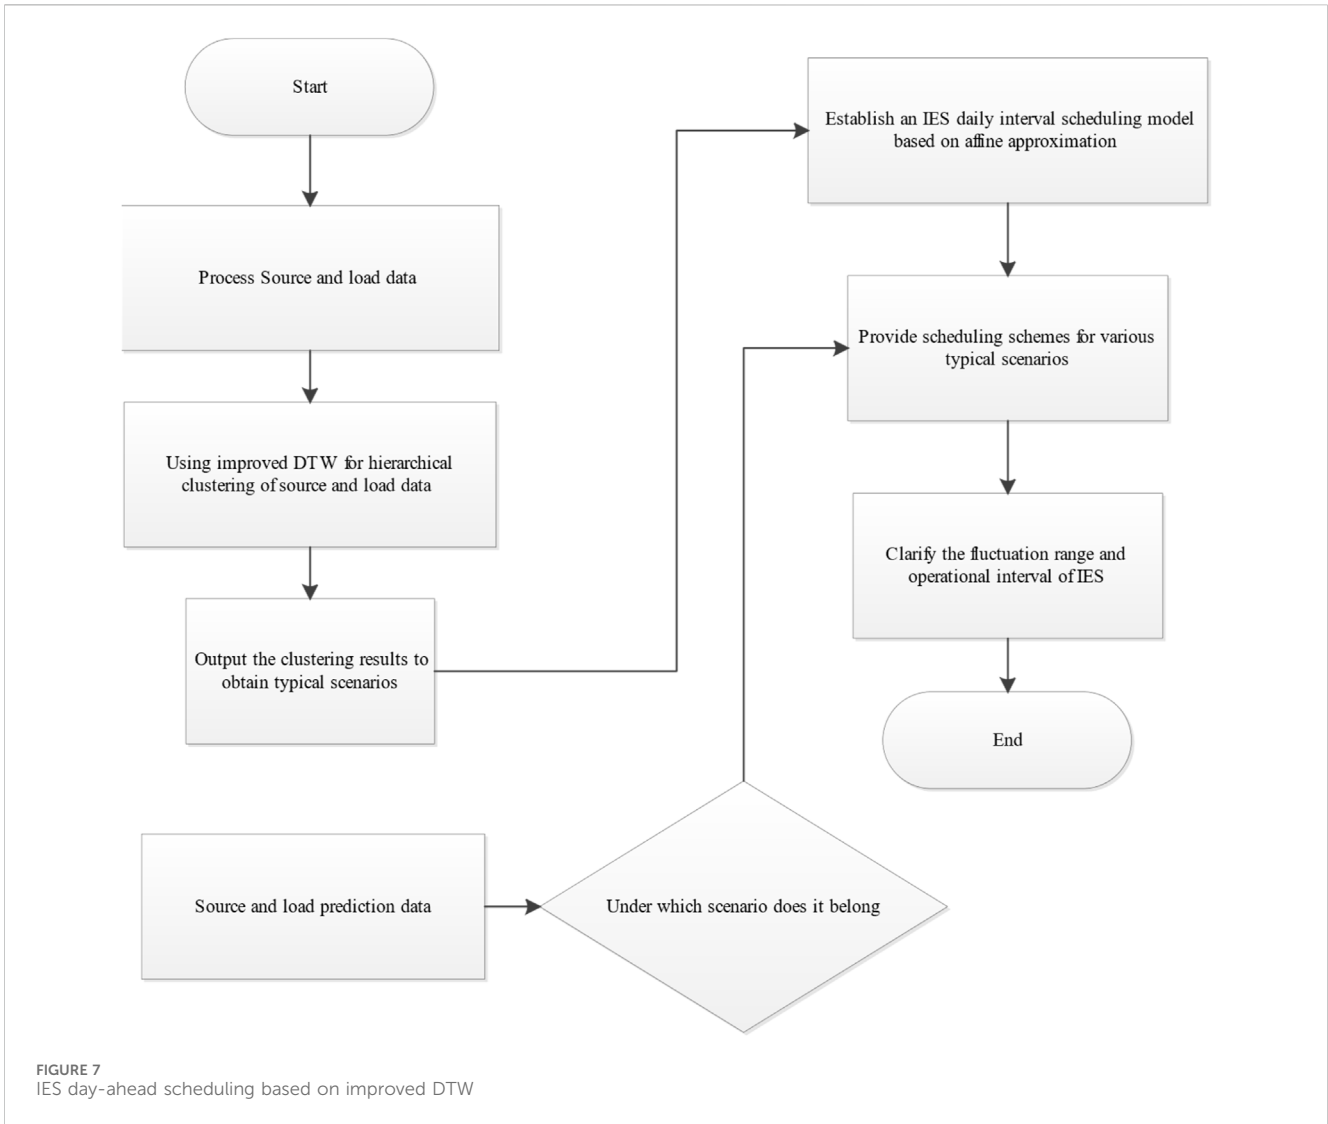 Start
Process Source and load data
Using improved DTW for hierarchical
clustering of source and load data
Output the clustering results to
obtain typical scenarios
Source and load prediction data
Under which scenario does it belong
Establish an IES daily interval scheduling model
based on affine approximation
Provide scheduling schemes for various
typical scenarios
Clarify the fluctuation range and
operational interval of IES
End
FIGURE 7
IES day-ahead scheduling based on improved DTW